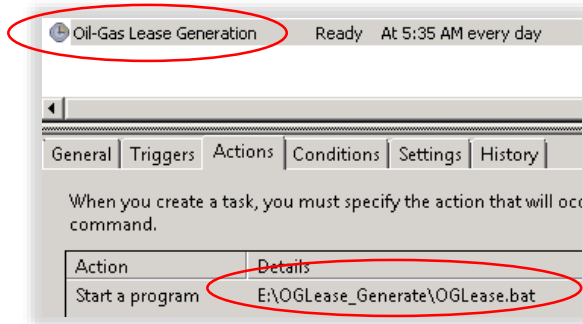 Oil-Gas Lease Generation Ready At 5:35 AM every day
General Triggers Actions Conditions Settings History
When you create a task, you must specify the action that will occ
command.
Action Details
Start a program E:\OGLease_Generate\OGLease.bat